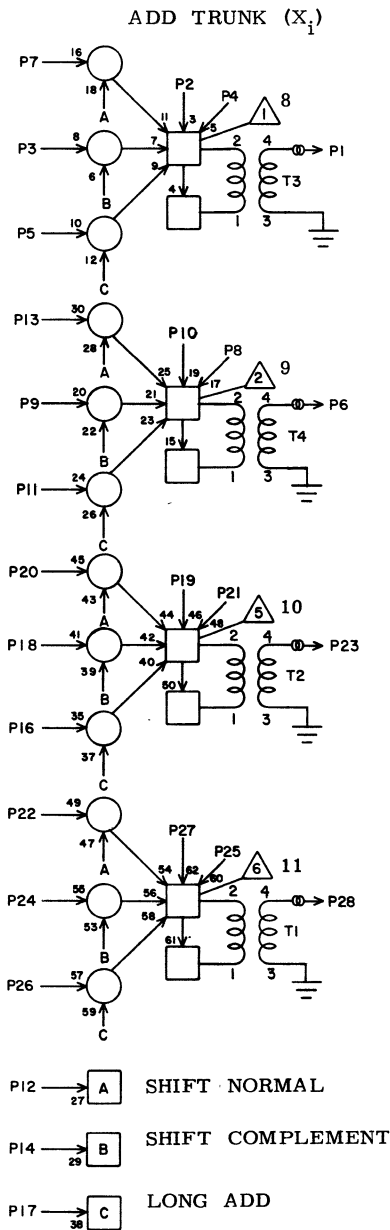 ADD TRUNK (Xi)
P7 16
18
A
P2
3
P4
5
1 8
11
P3 8 7
6
B
9
4
2 4 P1
T3
1 3
P5 10
12
C
P13 30
28
A
P10
19
P8
17
2 9
25
P9 20 21
22
B
23
15
2 4 P6
T4
1 3
P11 24
26
C
P20 45
43
A
P19
46
P21
48
5 10
44
P18 41 42
39
B
40
50
2 4 P23
T2
1 3
P16 35
37
C
P22 49
47
A
P27
62
P25
60
6 11
54
P24 55 56
53
B
58
61
2 4 P28
T1
1 3
P26 57
59
C
P12 27 A SHIFT NORMAL
P14 29 B SHIFT COMPLEMENT
P17 38 C LONG ADD